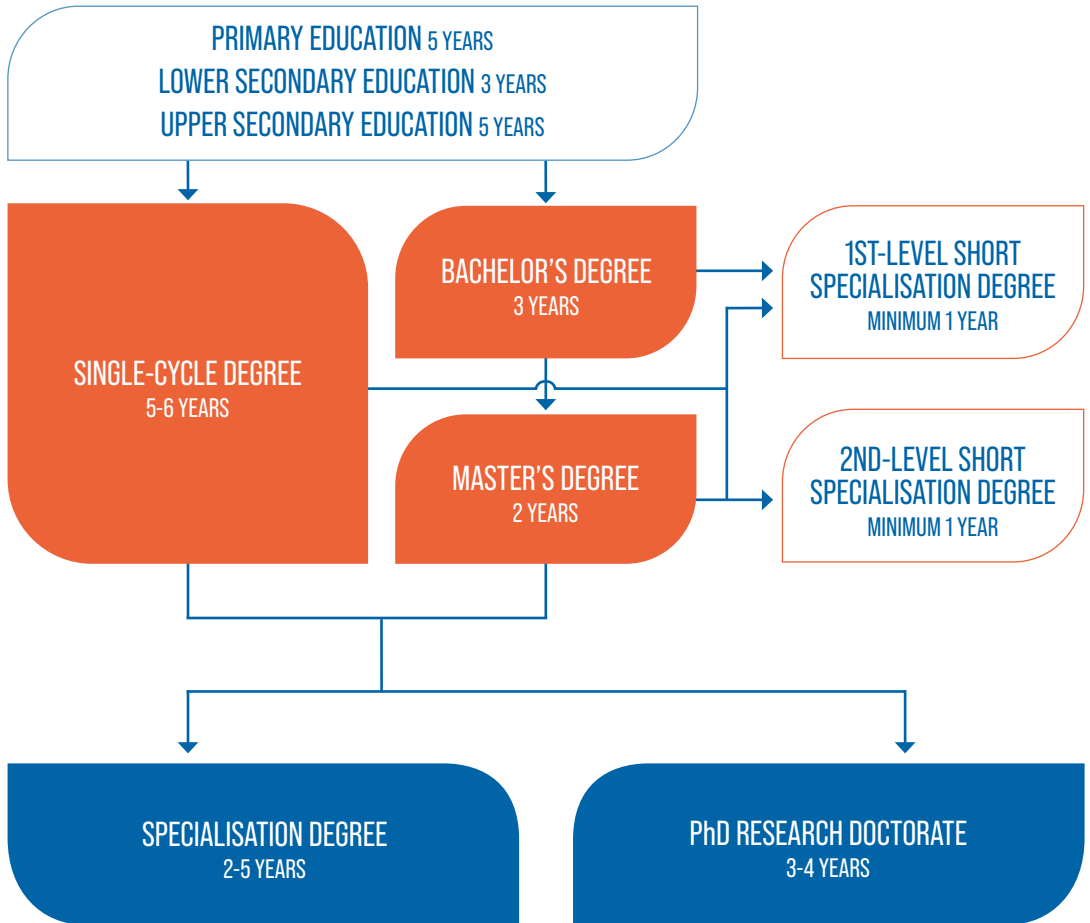 PRIMARY EDUCATION 5 YEARS
LOWER SECONDARY EDUCATION 3 YEARS
UPPER SECONDARY EDUCATION 5 YEARS
SINGLE-CYCLE DEGREE
5-6 YEARS
BACHELOR'S DEGREE
3 YEARS
1ST-LEVEL SHORT
SPECIALISATION DEGREE
MINIMUM 1 YEAR
MASTER'S DEGREE
2 YEARS
2ND-LEVEL SHORT
SPECIALISATION DEGREE
MINIMUM 1 YEAR
SPECIALISATION DEGREE
2-5 YEARS
PhD RESEARCH DOCTORATE
3-4 YEARS